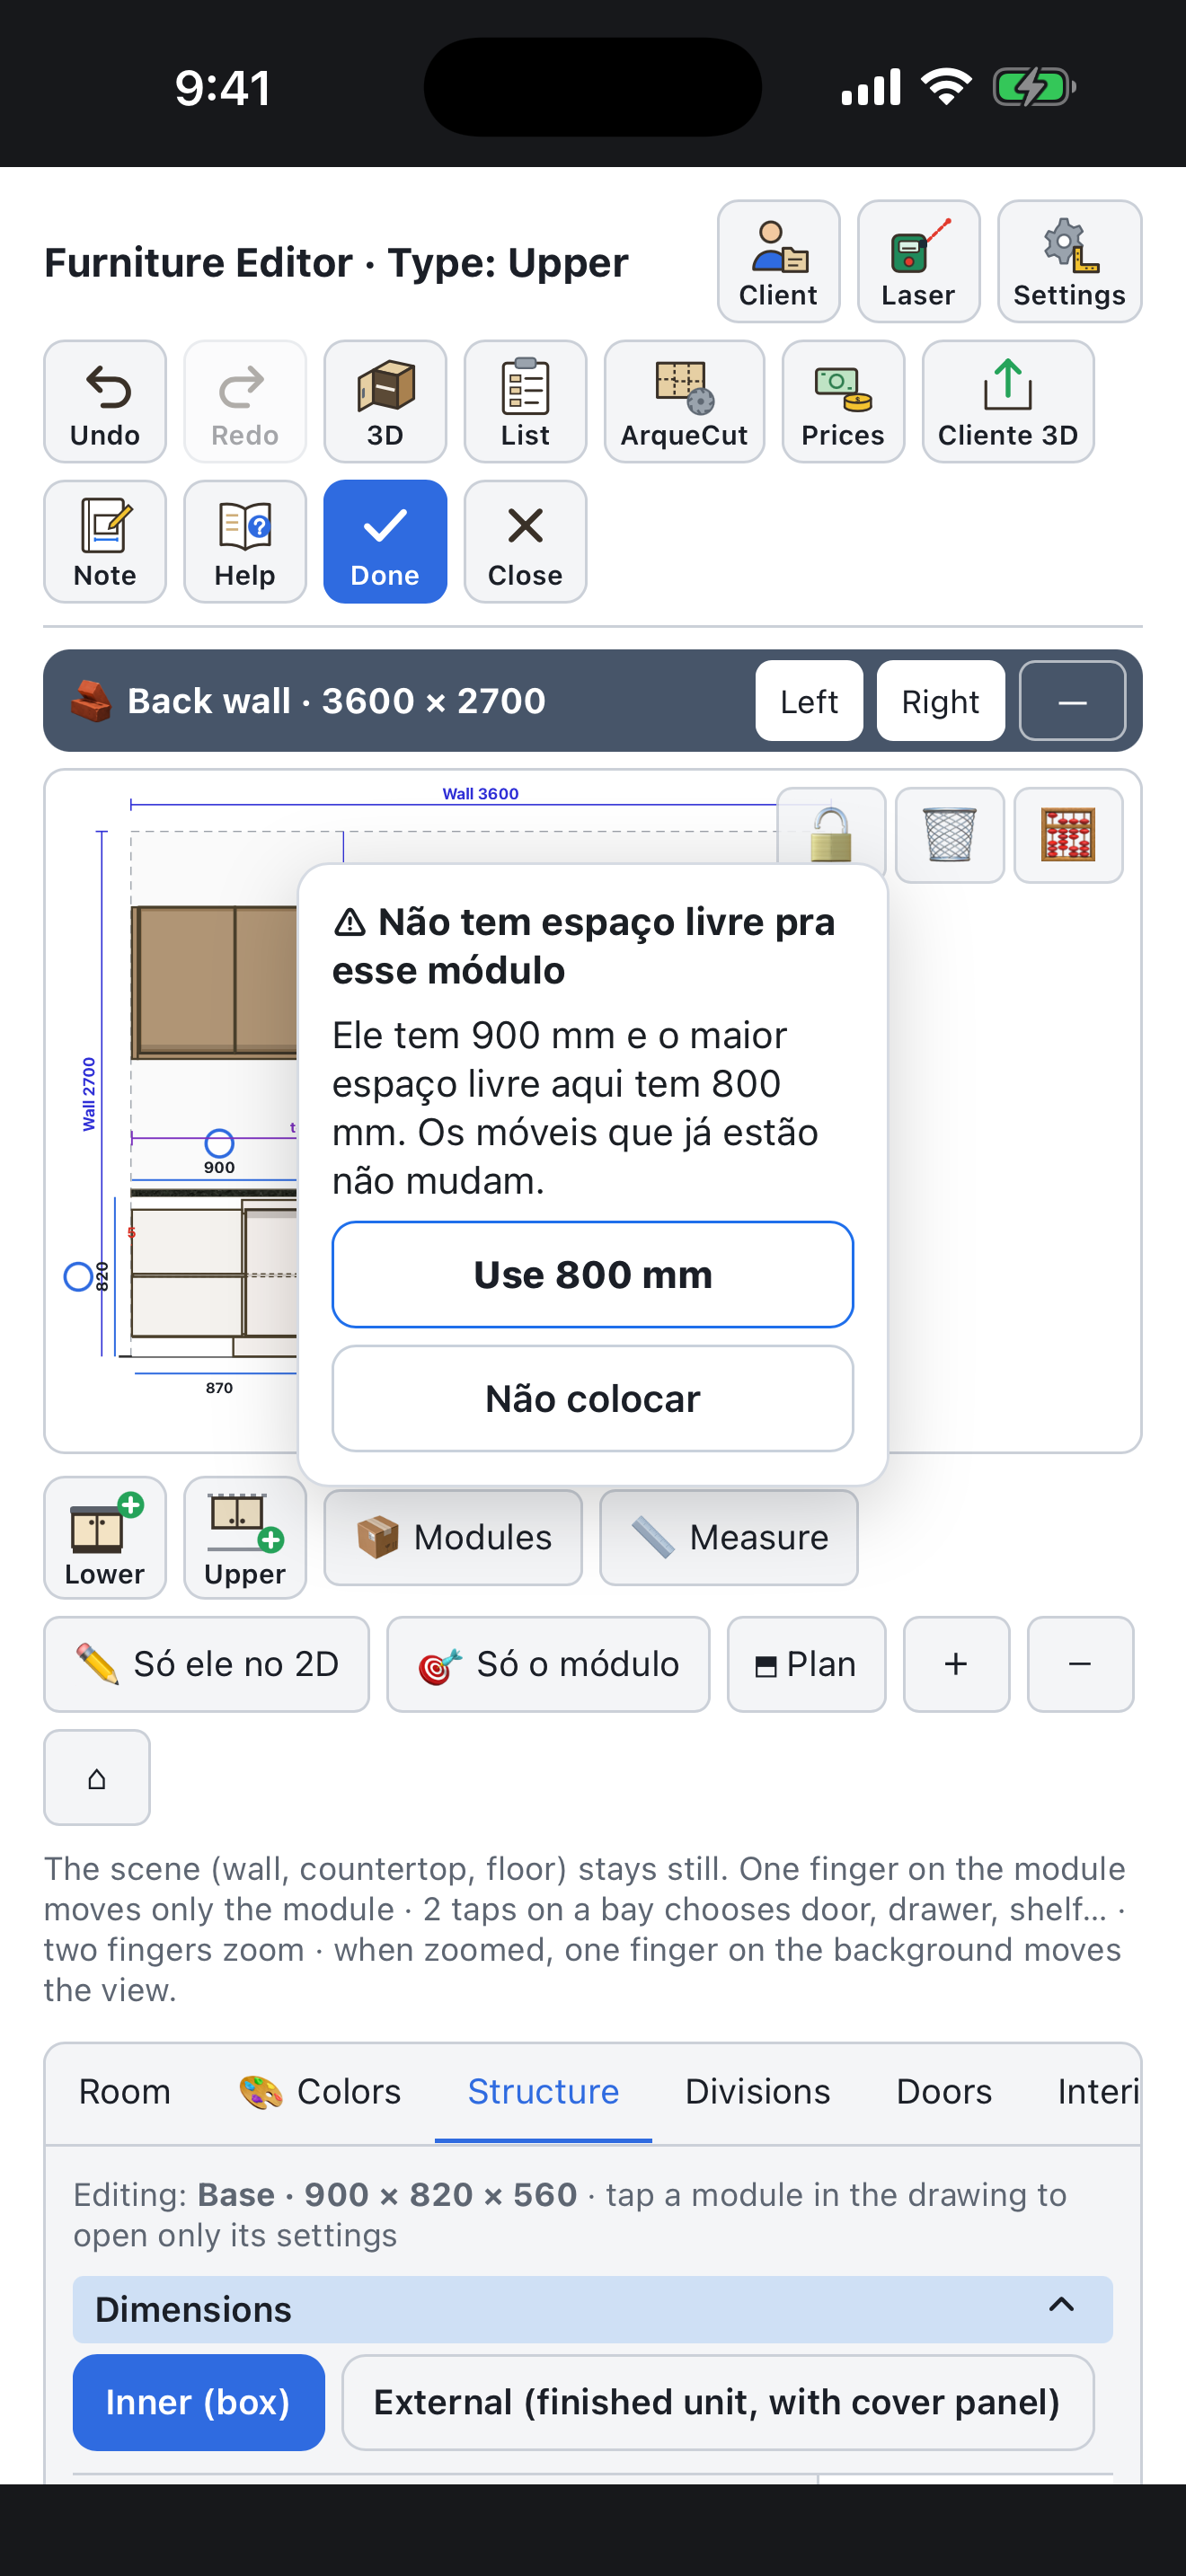 9:41
Furniture Editor · Type: Upper
Client
Laser
Settings
Undo
Redo
3D
List
ArqueCut
Prices
Cliente 3D
Note
Help
Done
Close
Back wall · 3600 × 2700
Left
Right
—
Wall 3600
Wall 2700
⚠ Não tem espaço livre pra
esse módulo
Ele tem 900 mm e o maior
espaço livre aqui tem 800
mm. Os móveis que já estão
não mudam.
Use 800 mm
Não colocar
t
900
5
820
870
Lower
Upper
Modules
Measure
Só ele no 2D
Só o módulo
Plan
+
−
The scene (wall, countertop, floor) stays still. One finger on the module
moves only the module · 2 taps on a bay chooses door, drawer, shelf... ·
two fingers zoom · when zoomed, one finger on the background moves
the view.
Room
Colors
Structure
Divisions
Doors
Interi
Editing: Base · 900 × 820 × 560 · tap a module in the drawing to
open only its settings
Dimensions
Inner (box)
External (finished unit, with cover panel)